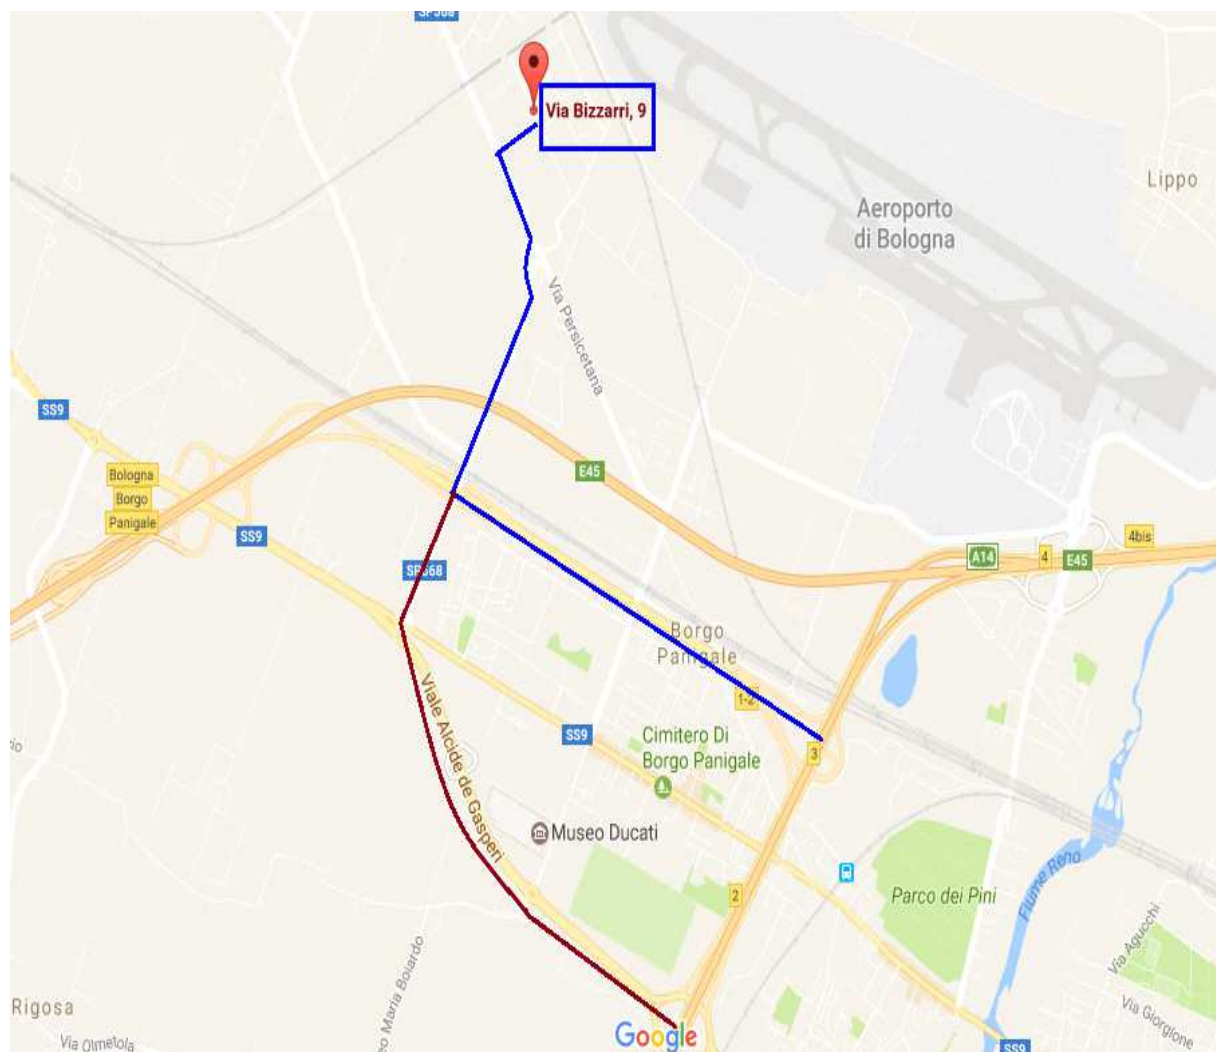 SP568
Via Bizzarri, 9
Lippo
Aeroporto
di Bologna
Via Persicetana
SS9
E45
Bologna
Borgo
Panigale
SS9
4bis
A14
4
E45
SP568
Borgo
Panigale
1-2
Viale Alcide de Gasperi
SS9
Cimitero Di
Borgo Panigale
3
Museo Ducati
2
Parco dei Pini
Fiume Reno
Via Agucchi
Via Giorgione
Rigosa
Via Olmetola
eo Maria Boiardo
Google
SS9